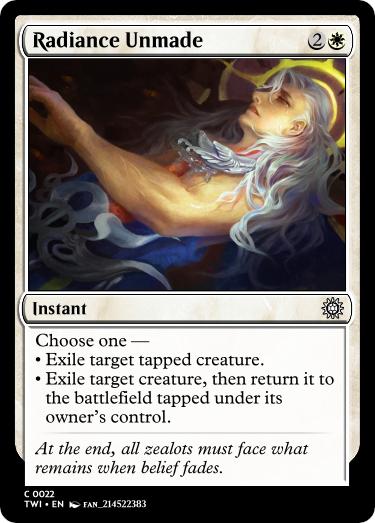 Radiance Unmade 2
Instant
Choose one —
• Exile target tapped creature.
• Exile target creature, then return it to
the battlefield tapped under its
owner's control.
At the end, all zealots must face what
remains when belief fades.
C 0022
TWI • EN FAN_214522383